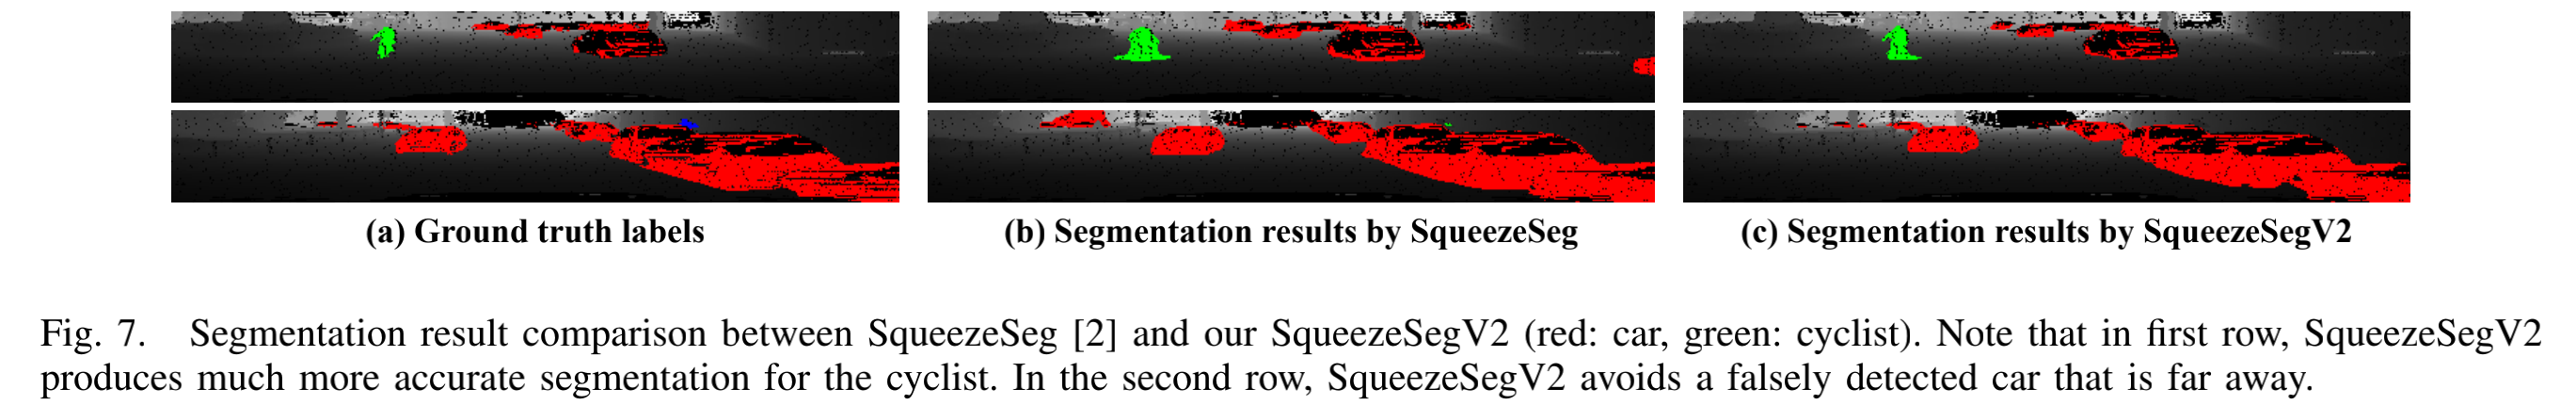 (a) Ground truth labels
(b) Segmentation results by SqueezeSeg
(c) Segmentation results by SqueezeSegV2
Fig. 7. Segmentation result comparison between SqueezeSeg [2] and our SqueezeSegV2 (red: car, green: cyclist). Note that in first row, SqueezeSegV2
produces much more accurate segmentation for the cyclist. In the second row, SqueezeSegV2 avoids a falsely detected car that is far away.